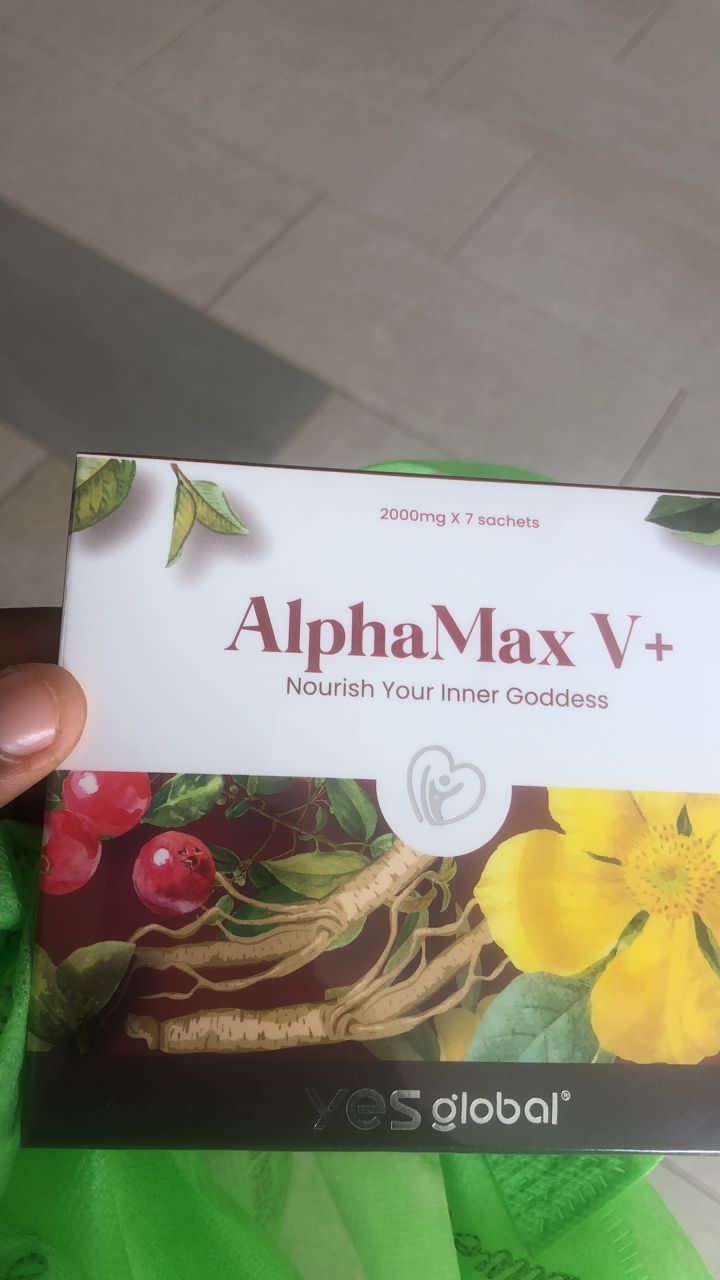 2000mg X 7 sachets
AlphaMax V+
Nourish Your Inner Goddess
yes global®